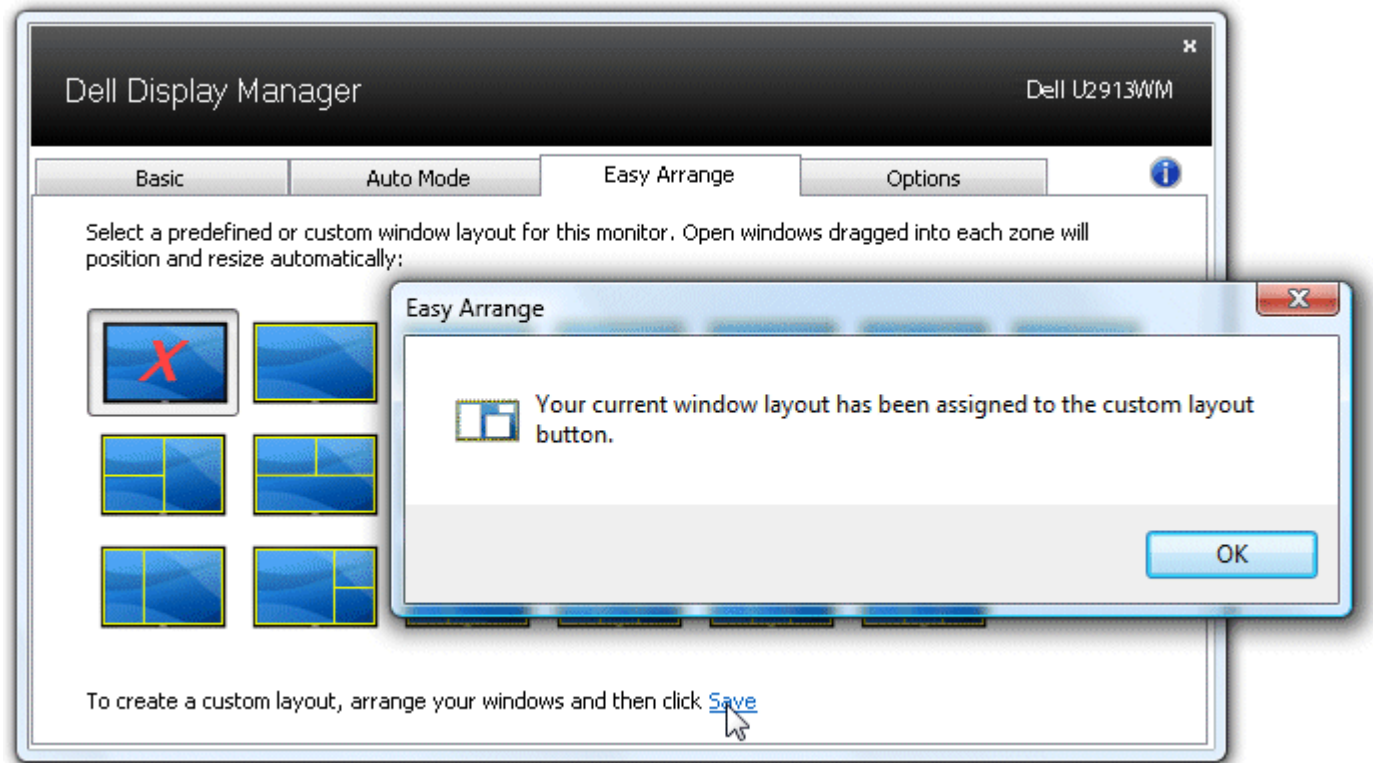 Dell Display Manager
Dell U2913WM
Basic
Auto Mode
Easy Arrange
Options
Select a predefined or custom window layout for this monitor. Open windows dragged into each zone will
position and resize automatically:
Easy Arrange
Your current window layout has been assigned to the custom layout
button.
OK
To create a custom layout, arrange your windows and then click Save